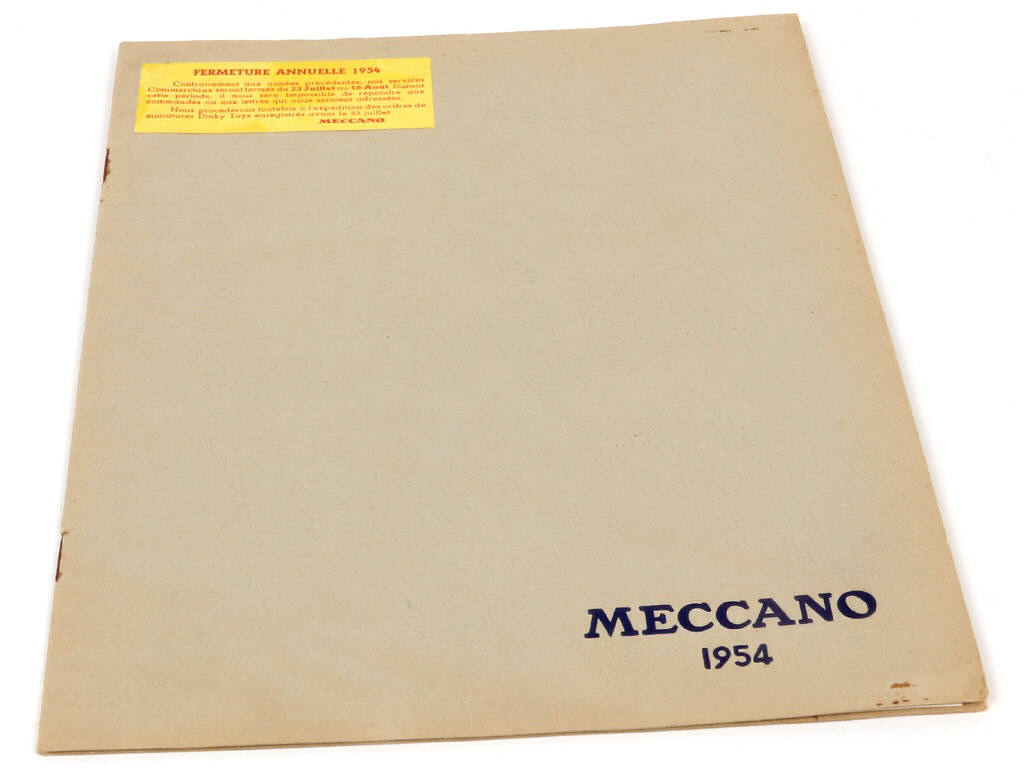 FERMETURE ANNUELLE 1954
Contrairement aux années précédentes, nos services
Commerciaux seront fermés du 23 Juillet au 16 Août. Durant
cette période, il nous sera impossible de répondre aux
commandes ou aux lettres qui nous seraient adressées.
Nous procéderons toutefois à l'expédition des ordres de
miniatures Dinky Toys enregistrés avant le 22 juillet.
MECCANO
MECCANO
1954